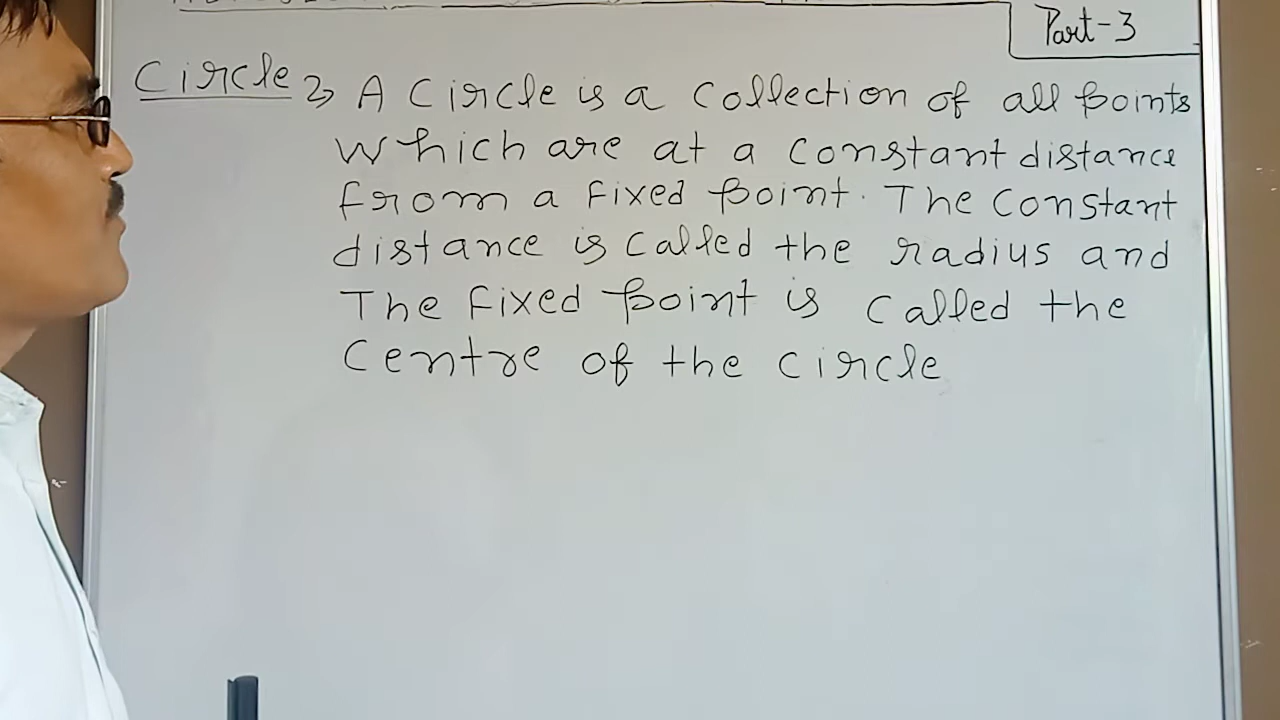 Part-3
Circle → A Circle is a Collection of all points
Which are at a Constant distance
from a fixed point. The Constant
distance is Called the radius and
The fixed point is Called the
Centre of the Circle